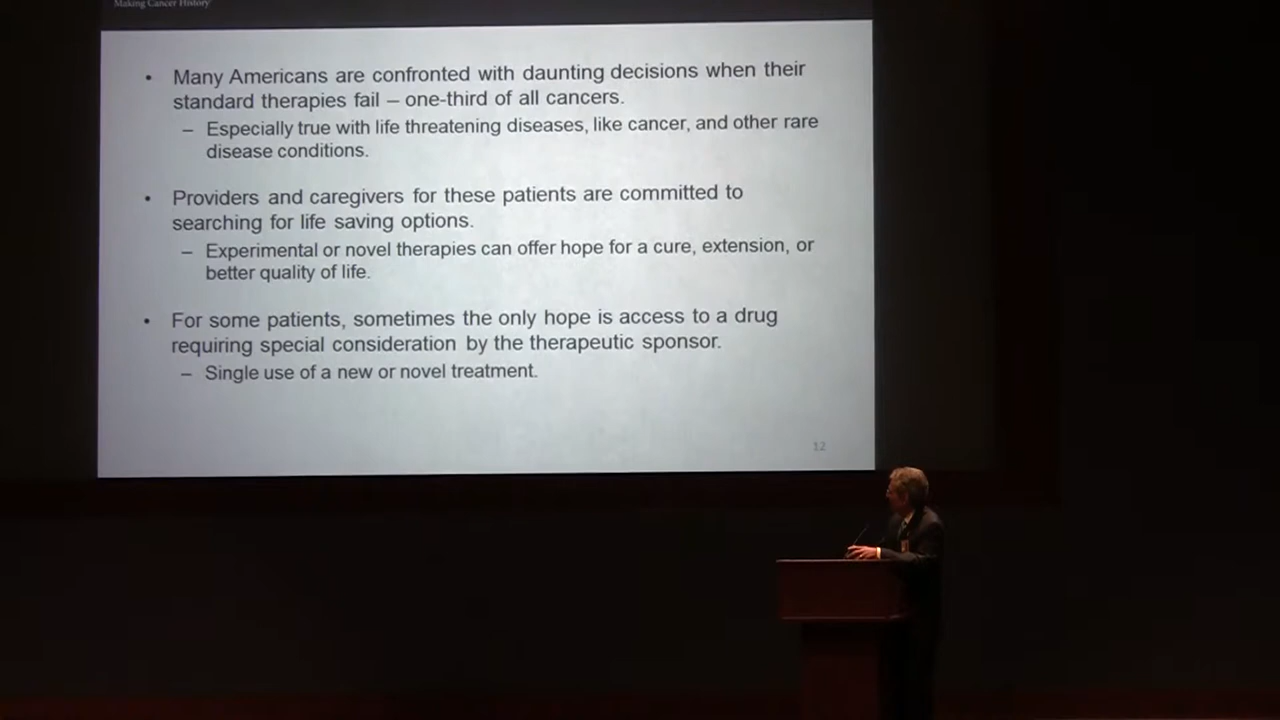 Making Cancer History
• Many Americans are confronted with daunting decisions when their
standard therapies fail – one-third of all cancers.
– Especially true with life threatening diseases, like cancer, and other rare
disease conditions.
• Providers and caregivers for these patients are committed to
searching for life saving options.
– Experimental or novel therapies can offer hope for a cure, extension, or
better quality of life.
• For some patients, sometimes the only hope is access to a drug
requiring special consideration by the therapeutic sponsor.
– Single use of a new or novel treatment.
12